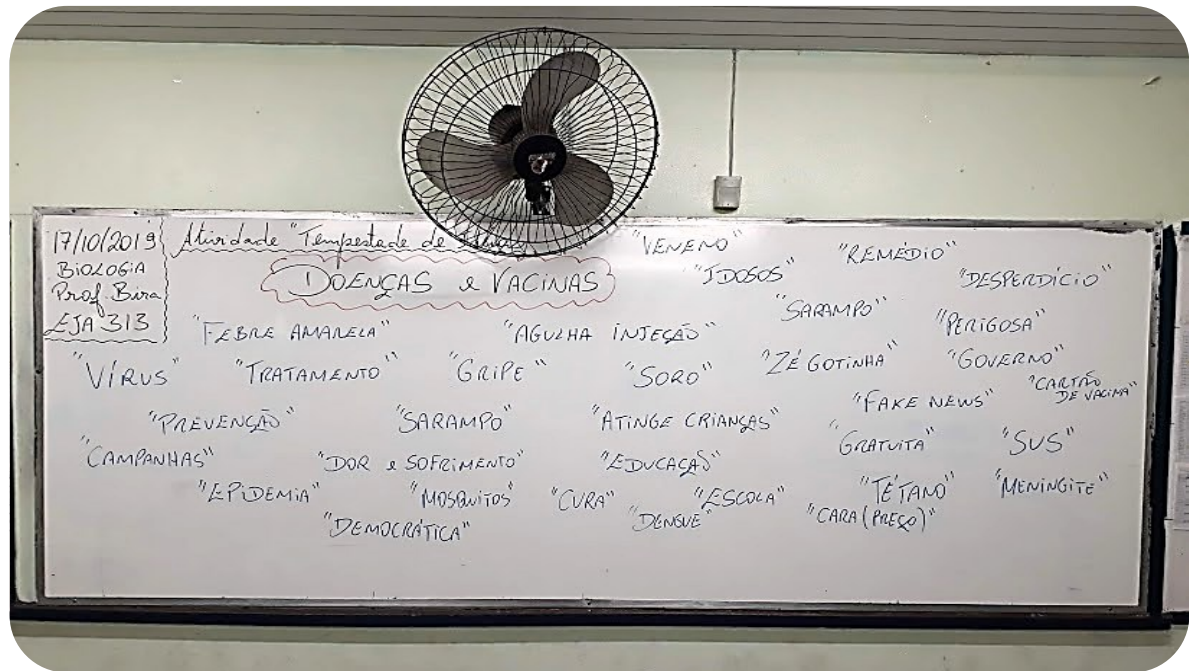 17/10/2019
BIOLOGIA
Prof. Bira
EJA 313
Atividade "Tempestade de
DOENÇAS e VACINAS
"VENENO"
"REMÉDIO"
"IDOSOS"
"DESPERDÍCIO"
"SARAMPO"
"PERIGOSA"
"FEBRE AMARELA"
"AGULHA INJEÇÃO"
"VÍRUS"
"TRATAMENTO"
"GRIPE"
"SORO"
"ZÉ GOTINHA"
"GOVERNO"
"CARTÃO
DE VACINA"
"FAKE NEWS"
"PREVENÇÃO"
"SARAMPO"
"ATINGE CRIANÇAS"
"GRATUITA"
"SUS"
"CAMPANHAS"
"DOR e SOFRIMENTO"
"EDUCAÇÃO"
"EPIDEMIA"
"MOSQUITOS"
"CURA"
"ESCOLA"
"TÉTANO"
"MENINGITE"
"DEMOCRÁTICA"
"DENGUE"
"CARA (PREÇO)"